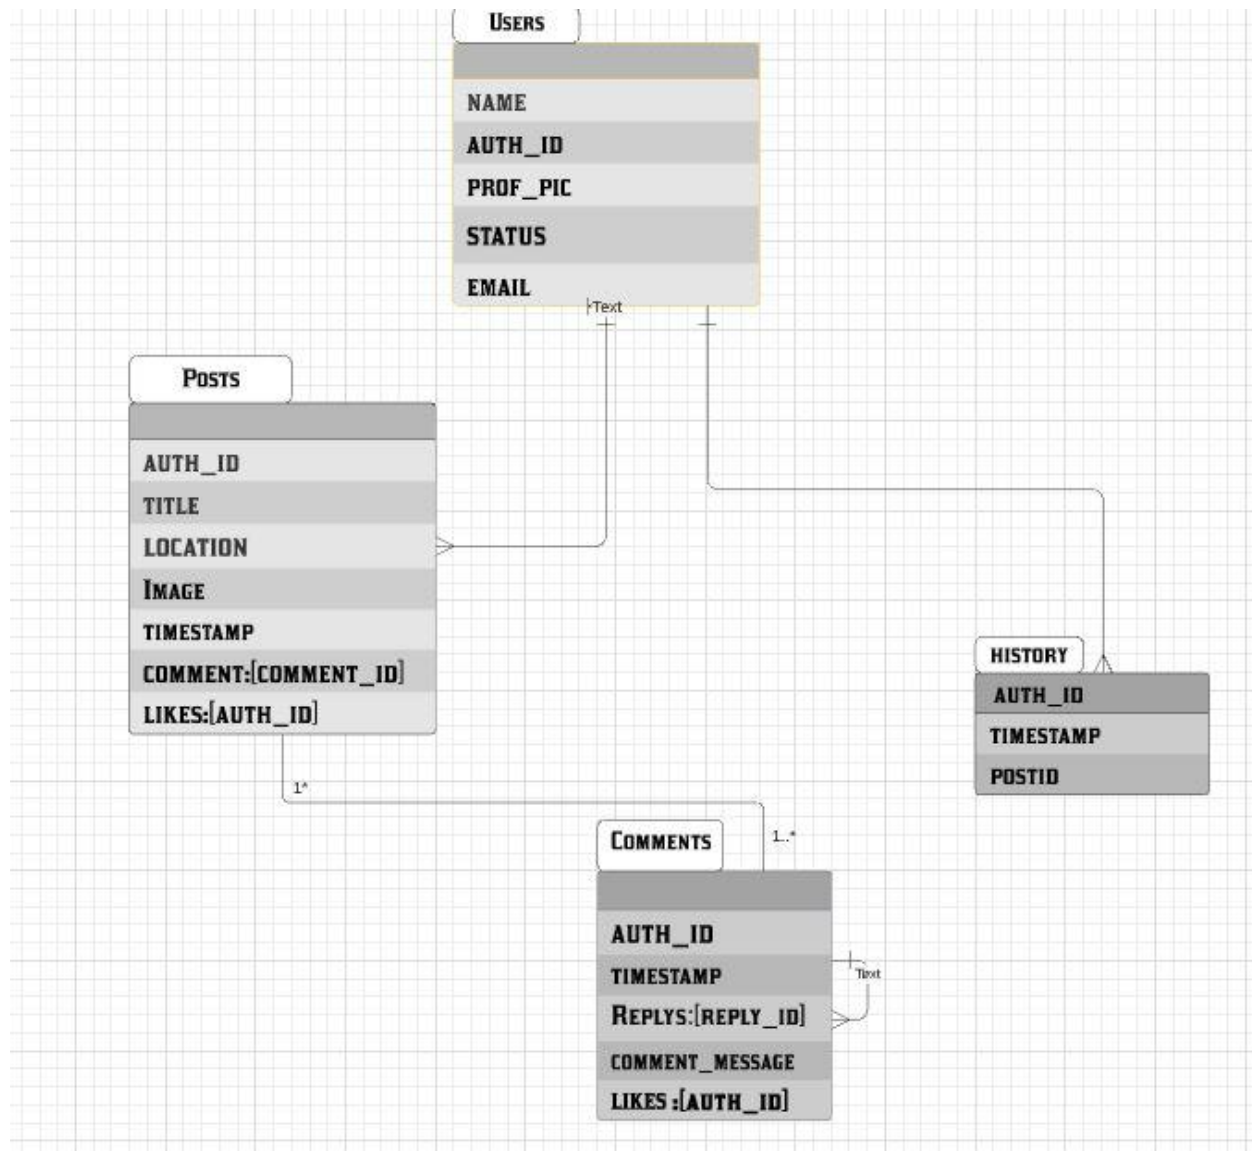 Users
NAME
AUTH_ID
PROF_PIC
STATUS
EMAIL
Text
Posts
AUTH_ID
TITLE
LOCATION
Image
TIMESTAMP
COMMENT:[COMMENT_ID]
LIKES:[AUTH_ID]
HISTORY
AUTH_ID
TIMESTAMP
POSTID
1*
1..*
Comments
AUTH_ID
TIMESTAMP
Replys:[REPLY_ID]
COMMENT_MESSAGE
LIKES :[AUTH_ID]
Text